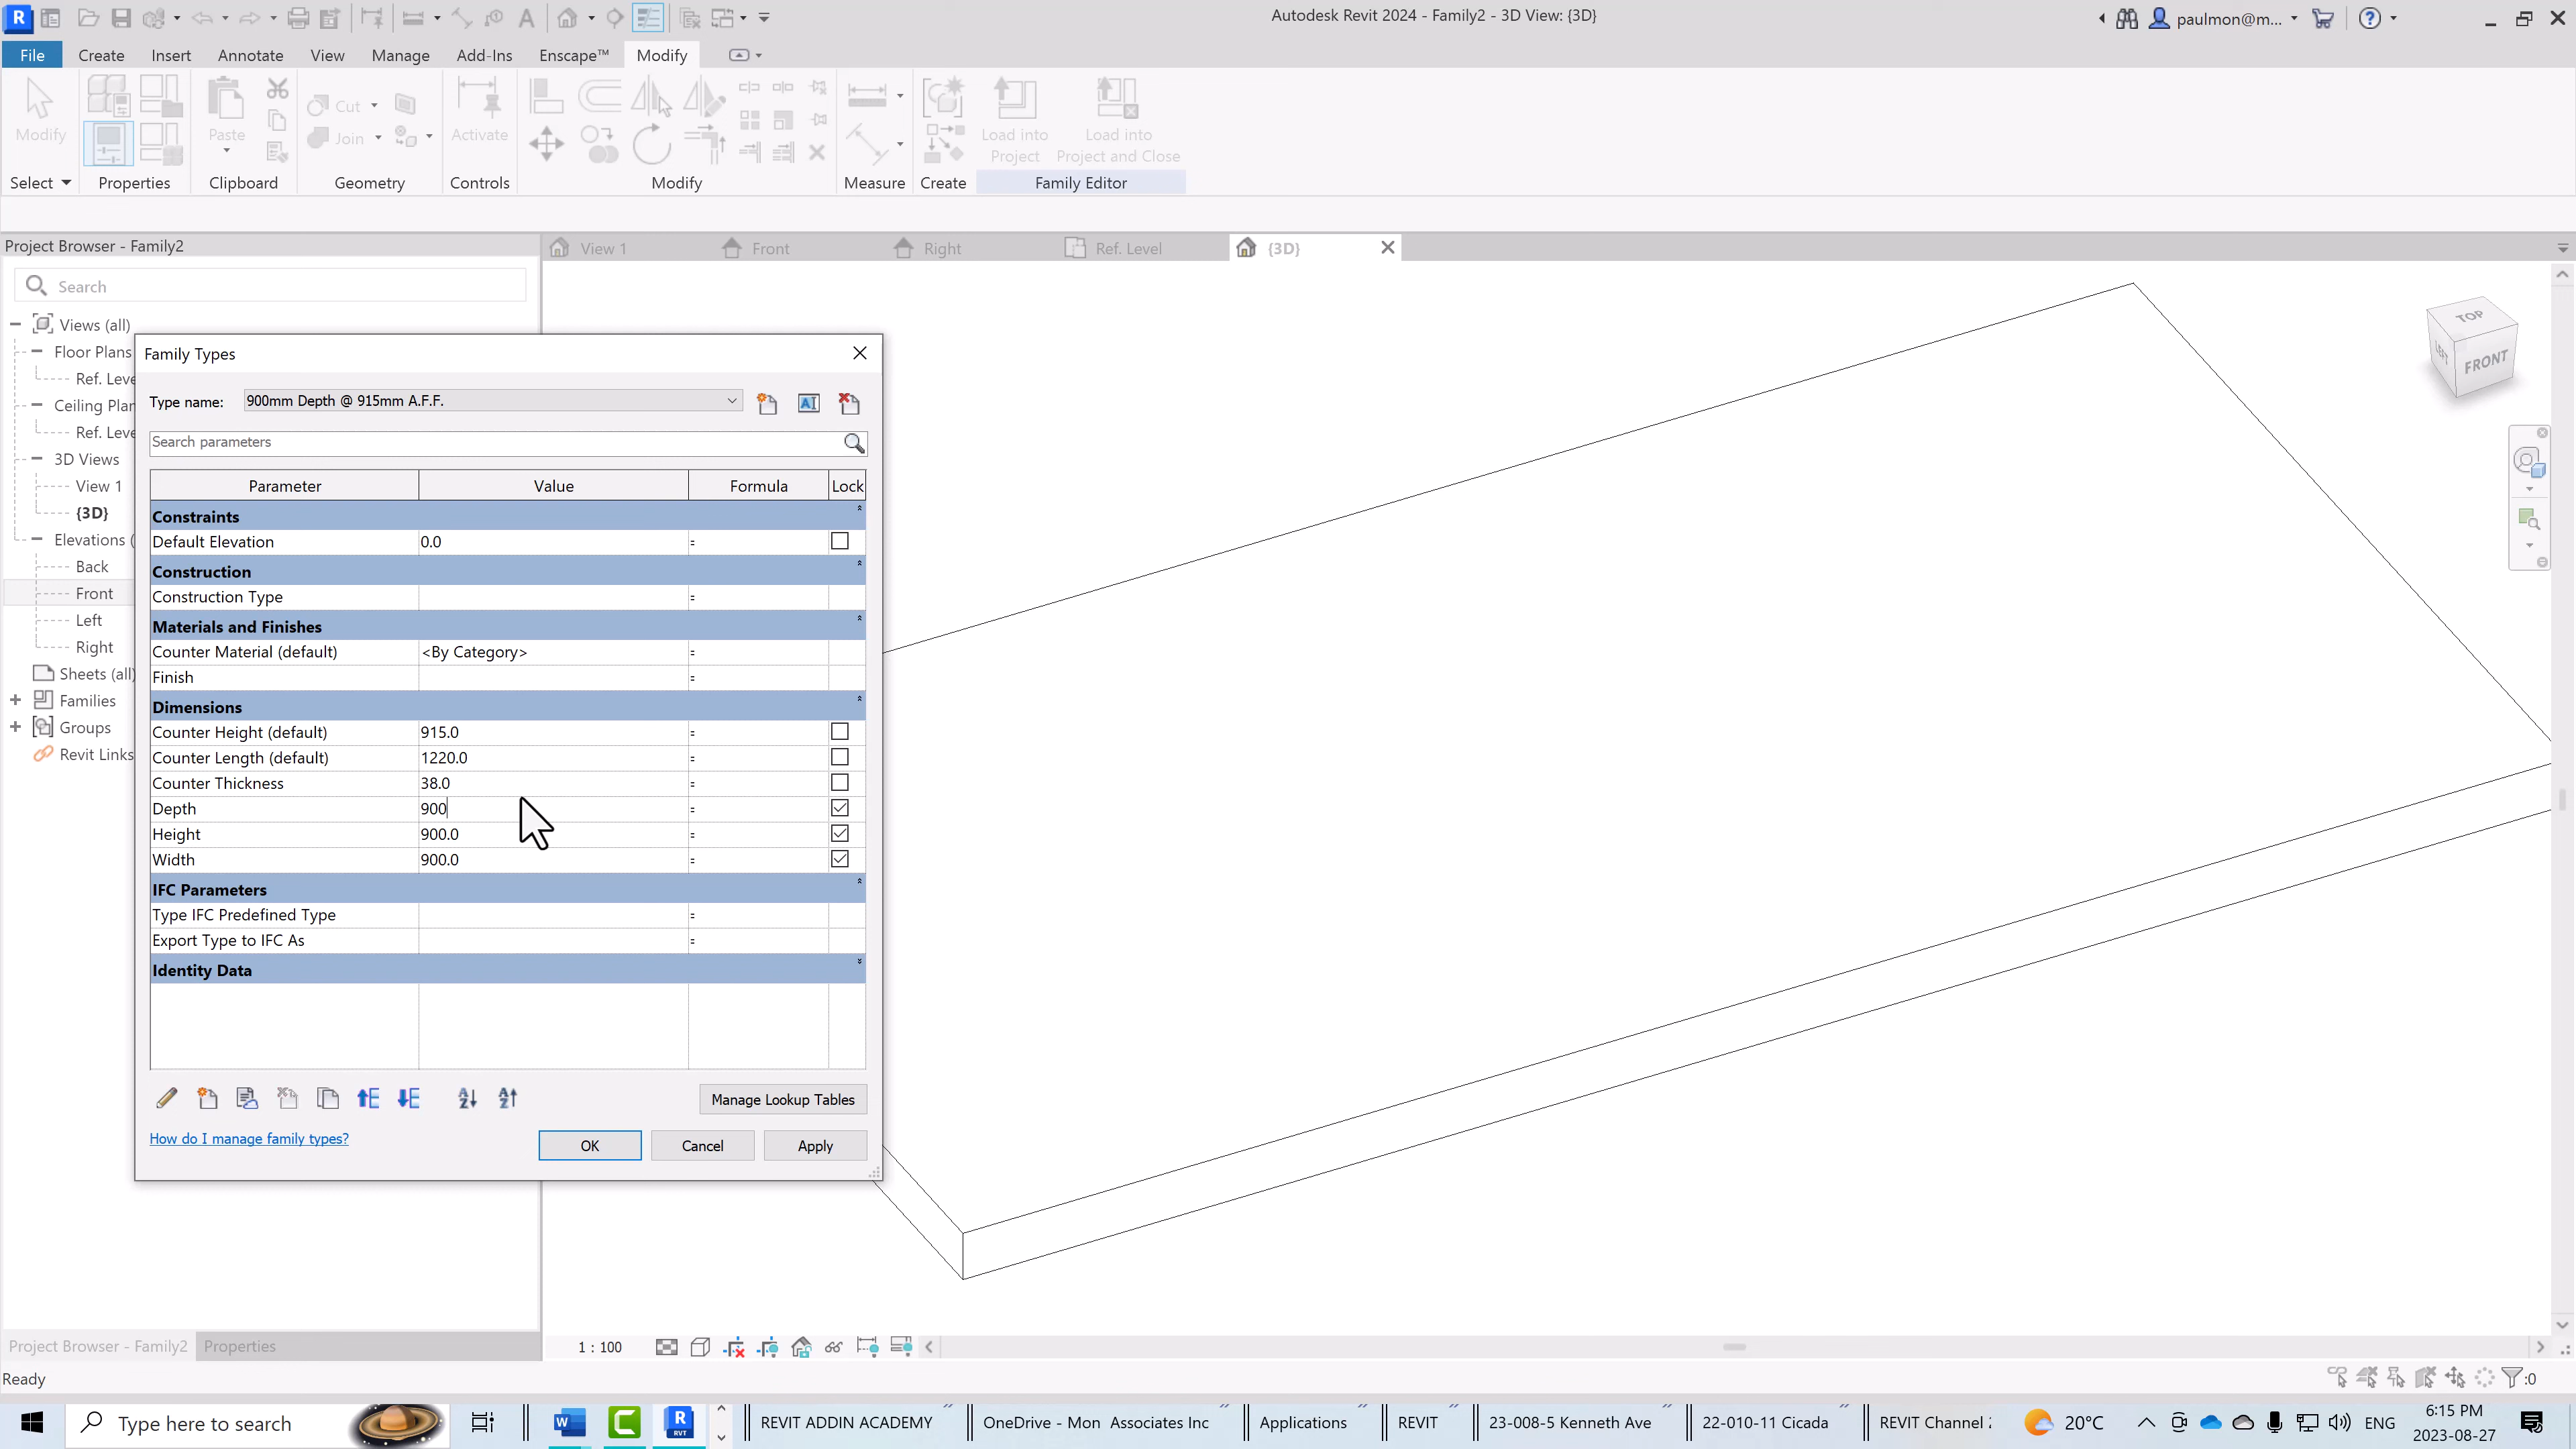 Autodesk Revit 2024 - Family2 - 3D View: {3D}
paulmon@m...
File Create Insert Annotate View Manage Add-Ins Enscape™ Modify
Modify
Paste
Cut
Join
Activate
Load into Project
Load into Project and Close
Select Properties Clipboard Geometry Controls Modify Measure Create Family Editor
Project Browser - Family2
View 1 Front Right Ref. Level {3D}
Search
Views (all)
Floor Plans
Ref. Leve
Ceiling Plan
Ref. Leve
3D Views
View 1
{3D}
Elevations (
Back
Front
Left
Right
Sheets (all)
Families
Groups
Revit Links
Family Types
Type name: 900mm Depth @ 915mm A.F.F.
Search parameters
Parameter Value Formula Lock
Constraints
Default Elevation 0.0 =
Construction
Construction Type =
Materials and Finishes
Counter Material (default) <By Category> =
Finish =
Dimensions
Counter Height (default) 915.0 =
Counter Length (default) 1220.0 =
Counter Thickness 38.0 =
Depth 900 =
Height 900.0 =
Width 900.0 =
IFC Parameters
Type IFC Predefined Type =
Export Type to IFC As =
Identity Data
Manage Lookup Tables
How do I manage family types?
OK Cancel Apply
TOP
LEFT
FRONT
Project Browser - Family2 Properties
1 : 100
Ready
:0
Type here to search
REVIT ADDIN ACADEMY
OneDrive - Mon Associates Inc
Applications
REVIT
23-008-5 Kenneth Ave
22-010-11 Cicada
REVIT Channel
20°C
ENG
6:15 PM
2023-08-27